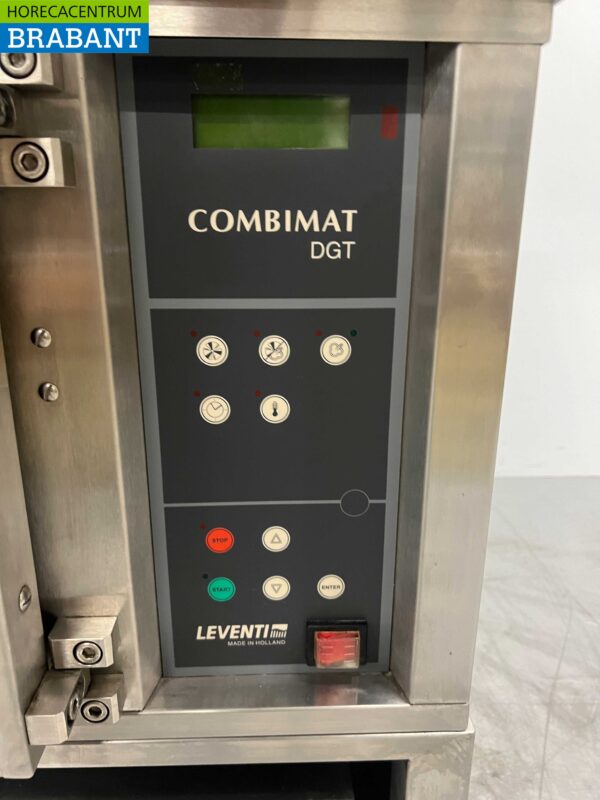 HORECACENTRUM
BRABANT
COMBIMAT
DGT
STOP
START
ENTER
LEVENTI
MADE IN HOLLAND